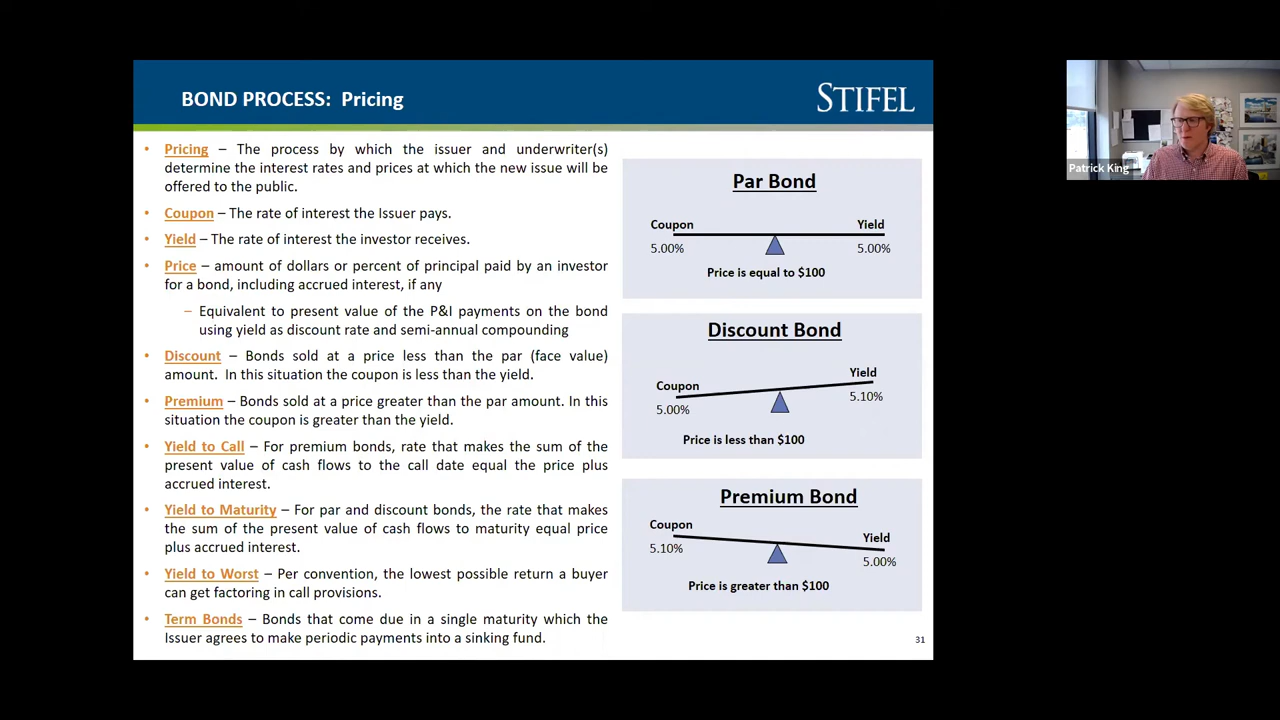 BOND PROCESS: Pricing
STIFEL
• Pricing – The process by which the issuer and underwriter(s)
determine the interest rates and prices at which the new issue will be
offered to the public.
• Coupon – The rate of interest the Issuer pays.
• Yield – The rate of interest the investor receives.
• Price – amount of dollars or percent of principal paid by an investor
for a bond, including accrued interest, if any
– Equivalent to present value of the P&I payments on the bond
using yield as discount rate and semi-annual compounding
• Discount – Bonds sold at a price less than the par (face value)
amount. In this situation the coupon is less than the yield.
• Premium – Bonds sold at a price greater than the par amount. In this
situation the coupon is greater than the yield.
• Yield to Call – For premium bonds, rate that makes the sum of the
present value of cash flows to the call date equal the price plus
accrued interest.
• Yield to Maturity – For par and discount bonds, the rate that makes
the sum of the present value of cash flows to maturity equal price
plus accrued interest.
• Yield to Worst – Per convention, the lowest possible return a buyer
can get factoring in call provisions.
• Term Bonds – Bonds that come due in a single maturity which the
Issuer agrees to make periodic payments into a sinking fund.
Par Bond
Coupon Yield
5.00% 5.00%
Price is equal to $100
Discount Bond
Yield
Coupon
5.10%
5.00%
Price is less than $100
Premium Bond
Coupon
Yield
5.10%
5.00%
Price is greater than $100
31
Patrick King